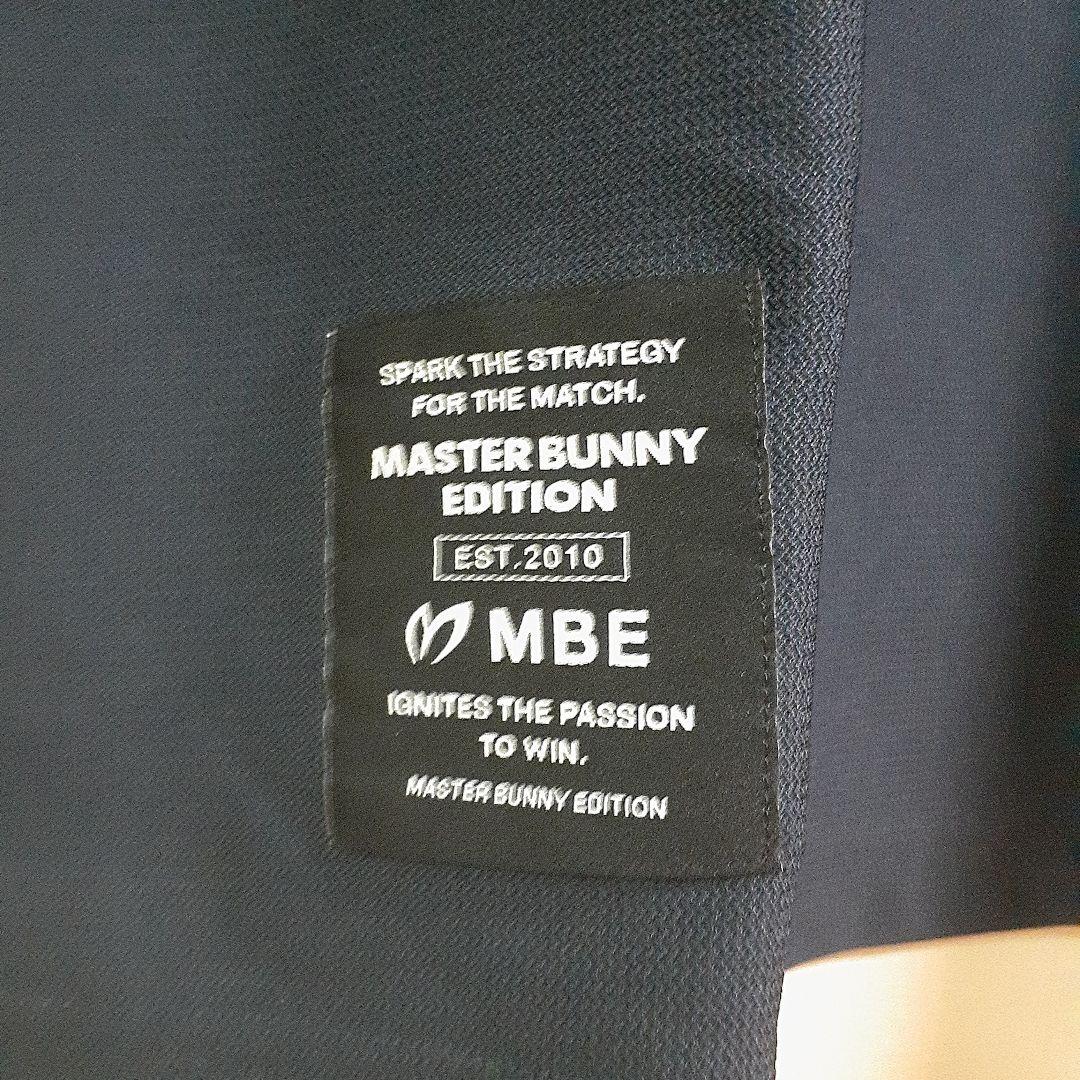 SPARK THE STRATEGY
FOR THE MATCH.
MASTER BUNNY
EDITION
EST.2010
MBE
IGNITES THE PASSION
TO WIN.
MASTER BUNNY EDITION